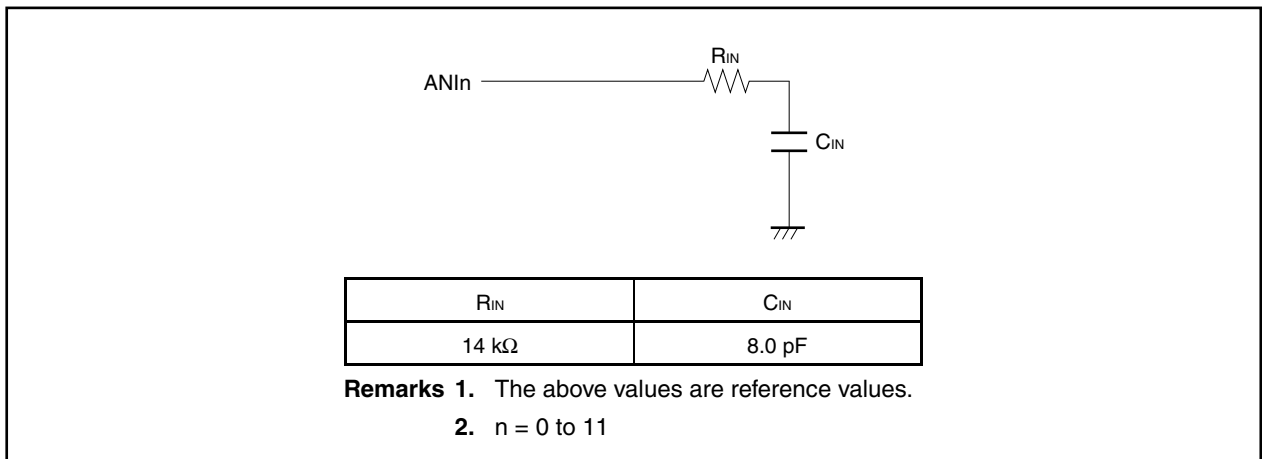 RIN
ANIn
CIN
RIN CIN
14 kΩ 8.0 pF
Remarks 1. The above values are reference values.
2. n = 0 to 11